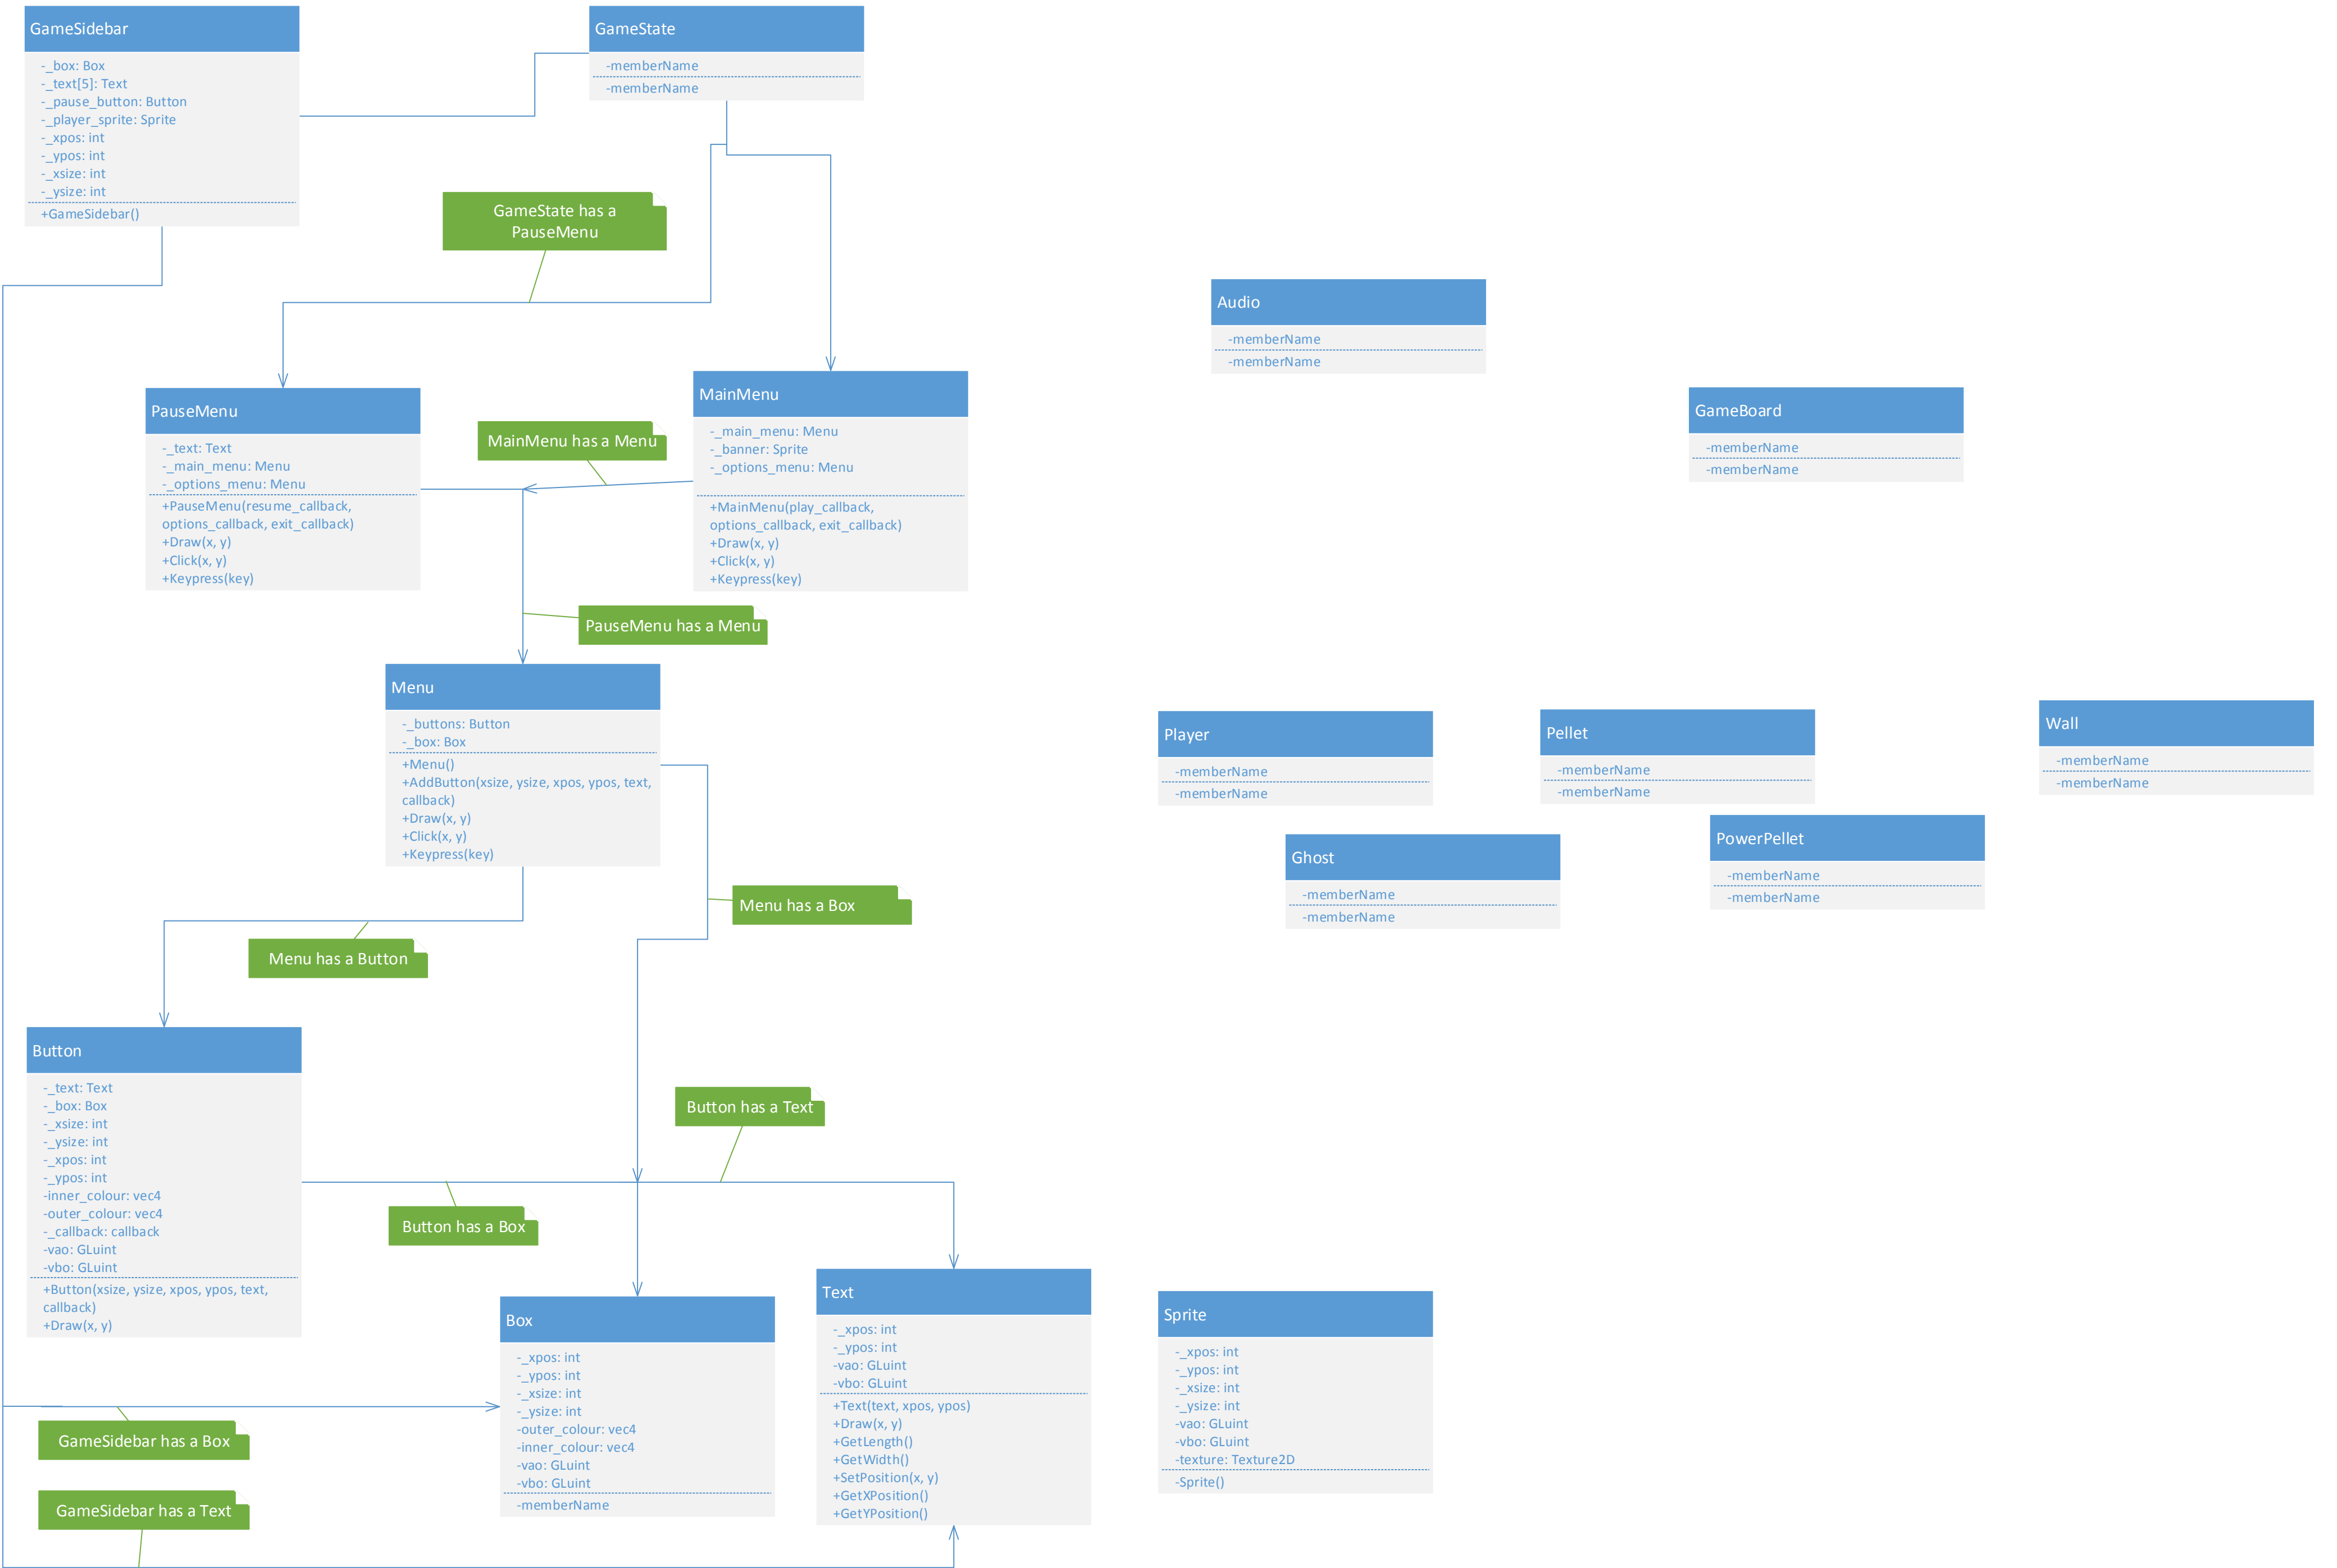 GameSidebar
-_box: Box
-_text[5]: Text
-_pause_button: Button
-_player_sprite: Sprite
-_xpos: int
-_ypos: int
-_xsize: int
-_ysize: int
+GameSidebar()
GameState
-memberName
-memberName
GameState has a
PauseMenu
Audio
-memberName
-memberName
PauseMenu
-_text: Text
-_main_menu: Menu
-_options_menu: Menu
+PauseMenu(resume_callback,
options_callback, exit_callback)
+Draw(x, y)
+Click(x, y)
+Keypress(key)
MainMenu has a Menu
MainMenu
-_main_menu: Menu
-_banner: Sprite
-_options_menu: Menu
+MainMenu(play_callback,
options_callback, exit_callback)
+Draw(x, y)
+Click(x, y)
+Keypress(key)
GameBoard
-memberName
-memberName
PauseMenu has a Menu
Menu
-_buttons: Button
-_box: Box
+Menu()
+AddButton(xsize, ysize, xpos, ypos, text,
callback)
+Draw(x, y)
+Click(x, y)
+Keypress(key)
Player
-memberName
-memberName
Pellet
-memberName
-memberName
Wall
-memberName
-memberName
Ghost
-memberName
-memberName
PowerPellet
-memberName
-memberName
Menu has a Box
Menu has a Button
Button
-_text: Text
-_box: Box
-_xsize: int
-_ysize: int
-_xpos: int
-_ypos: int
-inner_colour: vec4
-outer_colour: vec4
-_callback: callback
-vao: GLuint
-vbo: GLuint
+Button(xsize, ysize, xpos, ypos, text,
callback)
+Draw(x, y)
Button has a Text
Button has a Box
Box
-_xpos: int
-_ypos: int
-_xsize: int
-_ysize: int
-outer_colour: vec4
-inner_colour: vec4
-vao: GLuint
-vbo: GLuint
-memberName
Text
-_xpos: int
-_ypos: int
-vao: GLuint
-vbo: GLuint
+Text(text, xpos, ypos)
+Draw(x, y)
+GetLength()
+GetWidth()
+SetPosition(x, y)
+GetXPosition()
+GetYPosition()
Sprite
-_xpos: int
-_ypos: int
-_xsize: int
-_ysize: int
-vao: GLuint
-vbo: GLuint
-texture: Texture2D
-Sprite()
GameSidebar has a Box
GameSidebar has a Text